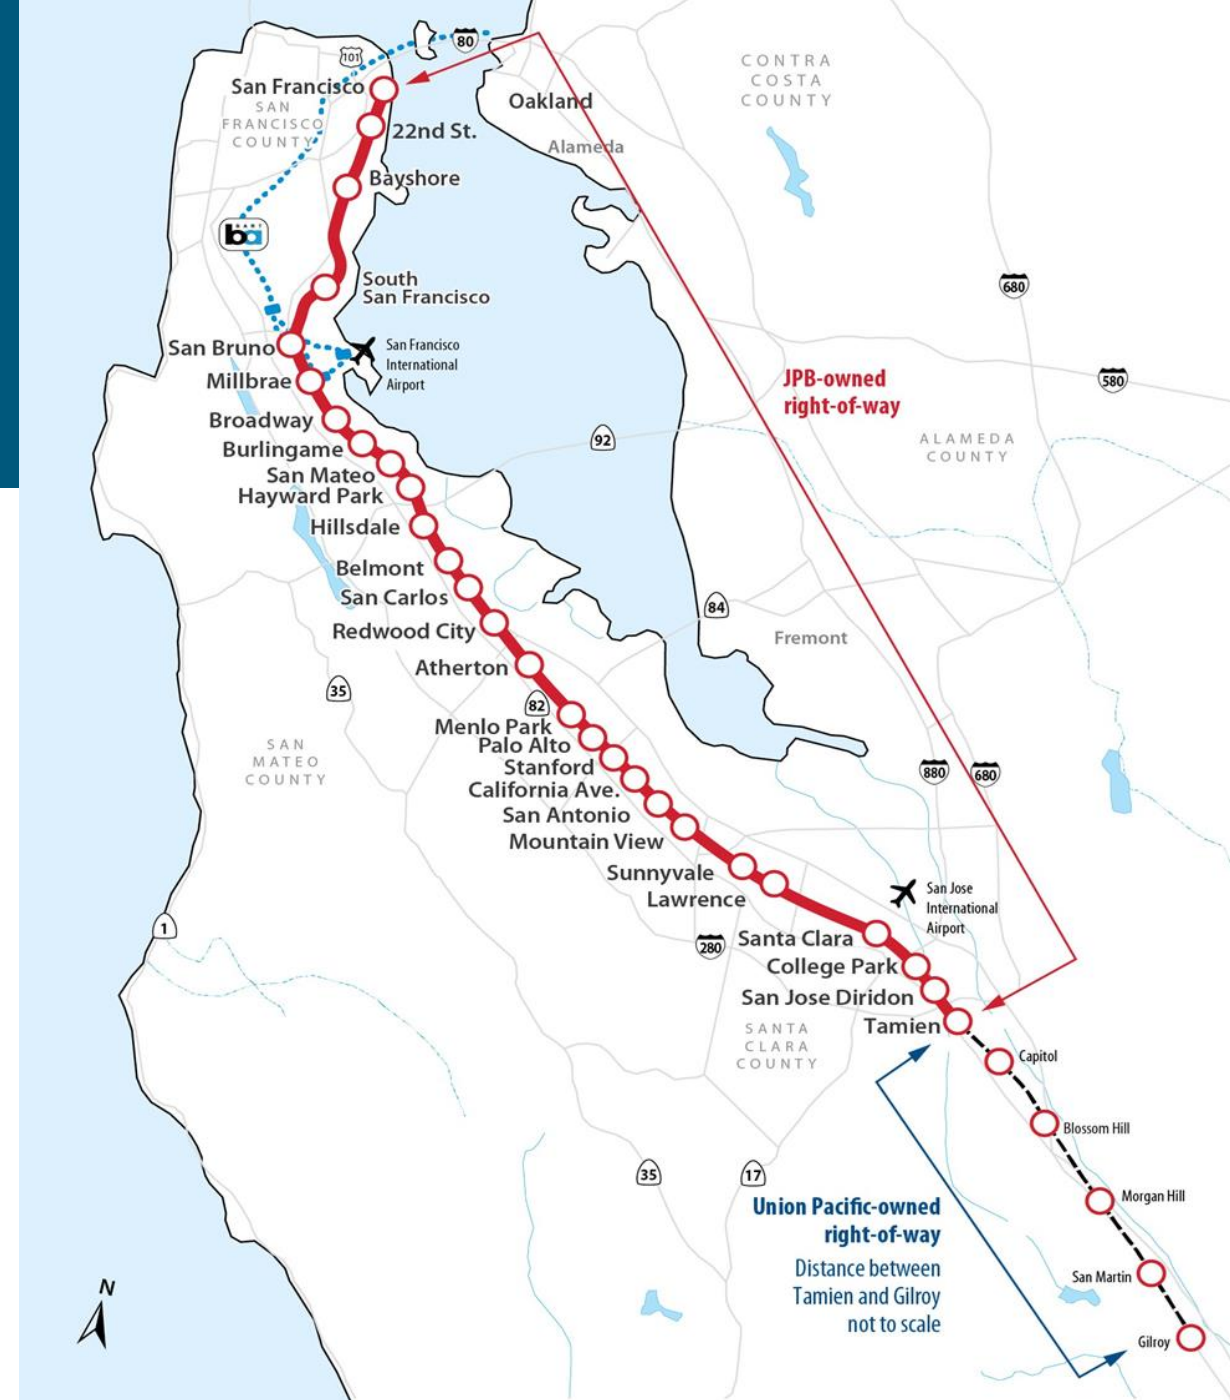 101
80
San Francisco
SAN
FRANCISCO
COUNTY
22nd St.
Bayshore
Oakland
Alameda
CONTRA
COSTA
COUNTY
BART
ba
South
San Francisco
680
San Bruno
San Francisco
International
Airport
Millbrae
JPB-owned
right-of-way
580
Broadway
Burlingame
92
ALAMEDA
COUNTY
San Mateo
Hayward Park
Hillsdale
Belmont
San Carlos
84
Redwood City
Fremont
Atherton
35
82
Menlo Park
Palo Alto
SAN
MATEO
COUNTY
Stanford
880
680
California Ave.
San Antonio
Mountain View
Sunnyvale
Lawrence
San Jose
International
Airport
1
280
Santa Clara
College Park
San Jose Diridon
Tamien
SANTA
CLARA
COUNTY
Capitol
Blossom Hill
35
17
Morgan Hill
Union Pacific-owned
right-of-way
Distance between
Tamien and Gilroy
not to scale
San Martin
N
Gilroy